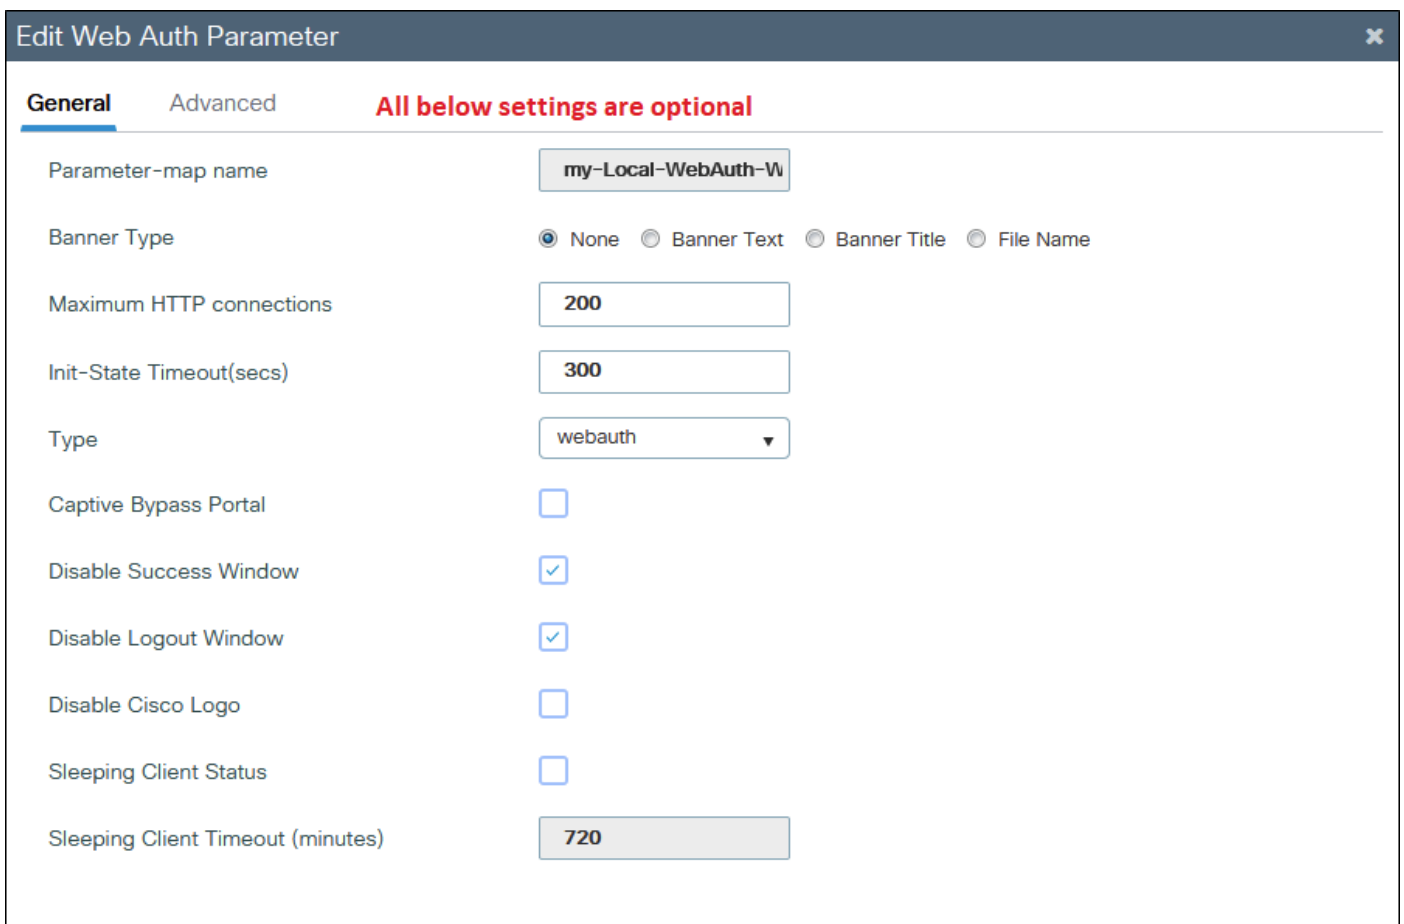 Edit Web Auth Parameter
General Advanced All below settings are optional
Parameter-map name my-Local-WebAuth-W
Banner Type None Banner Text Banner Title File Name
Maximum HTTP connections 200
Init-State Timeout(secs) 300
Type webauth
Captive Bypass Portal
Disable Success Window
Disable Logout Window
Disable Cisco Logo
Sleeping Client Status
Sleeping Client Timeout (minutes) 720